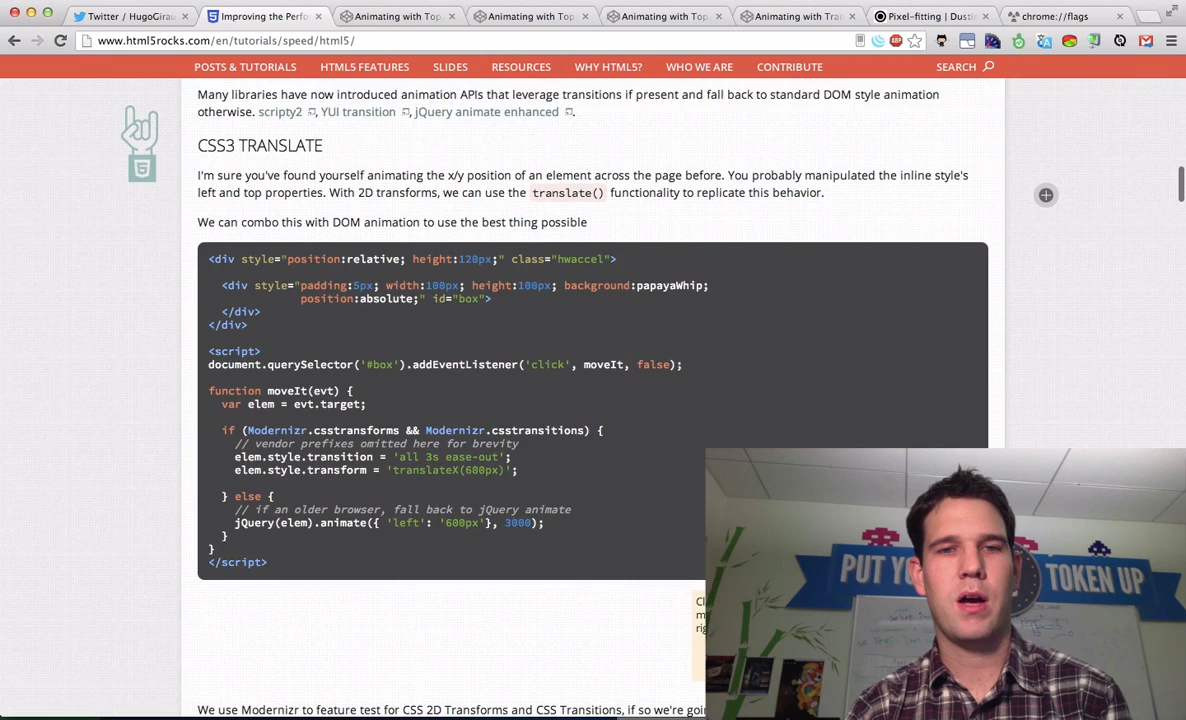 Twitter / HugoGirau
Improving the Perfo
Animating with Top
Animating with Top
Animating with Top
Animating with Tra
Pixel-fitting | Dusti
chrome://flags
www.html5rocks.com/en/tutorials/speed/html5/
POSTS & TUTORIALS HTML5 FEATURES SLIDES RESOURCES WHY HTML5? WHO WE ARE CONTRIBUTE SEARCH
Many libraries have now introduced animation APIs that leverage transitions if present and fall back to standard DOM style animation
otherwise. scripty2 , YUI transition , jQuery animate enhanced .
CSS3 TRANSLATE
I'm sure you've found yourself animating the x/y position of an element across the page before. You probably manipulated the inline style's
left and top properties. With 2D transforms, we can use the translate() functionality to replicate this behavior.
We can combo this with DOM animation to use the best thing possible
<div style="position:relative; height:120px;" class="hwaccel">
<div style="padding:5px; width:100px; height:100px; background:papayaWhip;
position:absolute;" id="box">
</div>
</div>
<script>
document.querySelector('#box').addEventListener('click', moveIt, false);
function moveIt(evt) {
var elem = evt.target;
if (Modernizr.csstransforms && Modernizr.csstransitions) {
// vendor prefixes omitted here for brevity
elem.style.transition = 'all 3s ease-out';
elem.style.transform = 'translateX(600px)';
} else {
// if an older browser, fall back to jQuery animate
jQuery(elem).animate({ 'left': '600px'}, 3000);
}
}
</script>
PUT YO TOKEN UP
Cl
m
rig
We use Modernizr to feature test for CSS 2D Transforms and CSS Transitions, if so we're goi